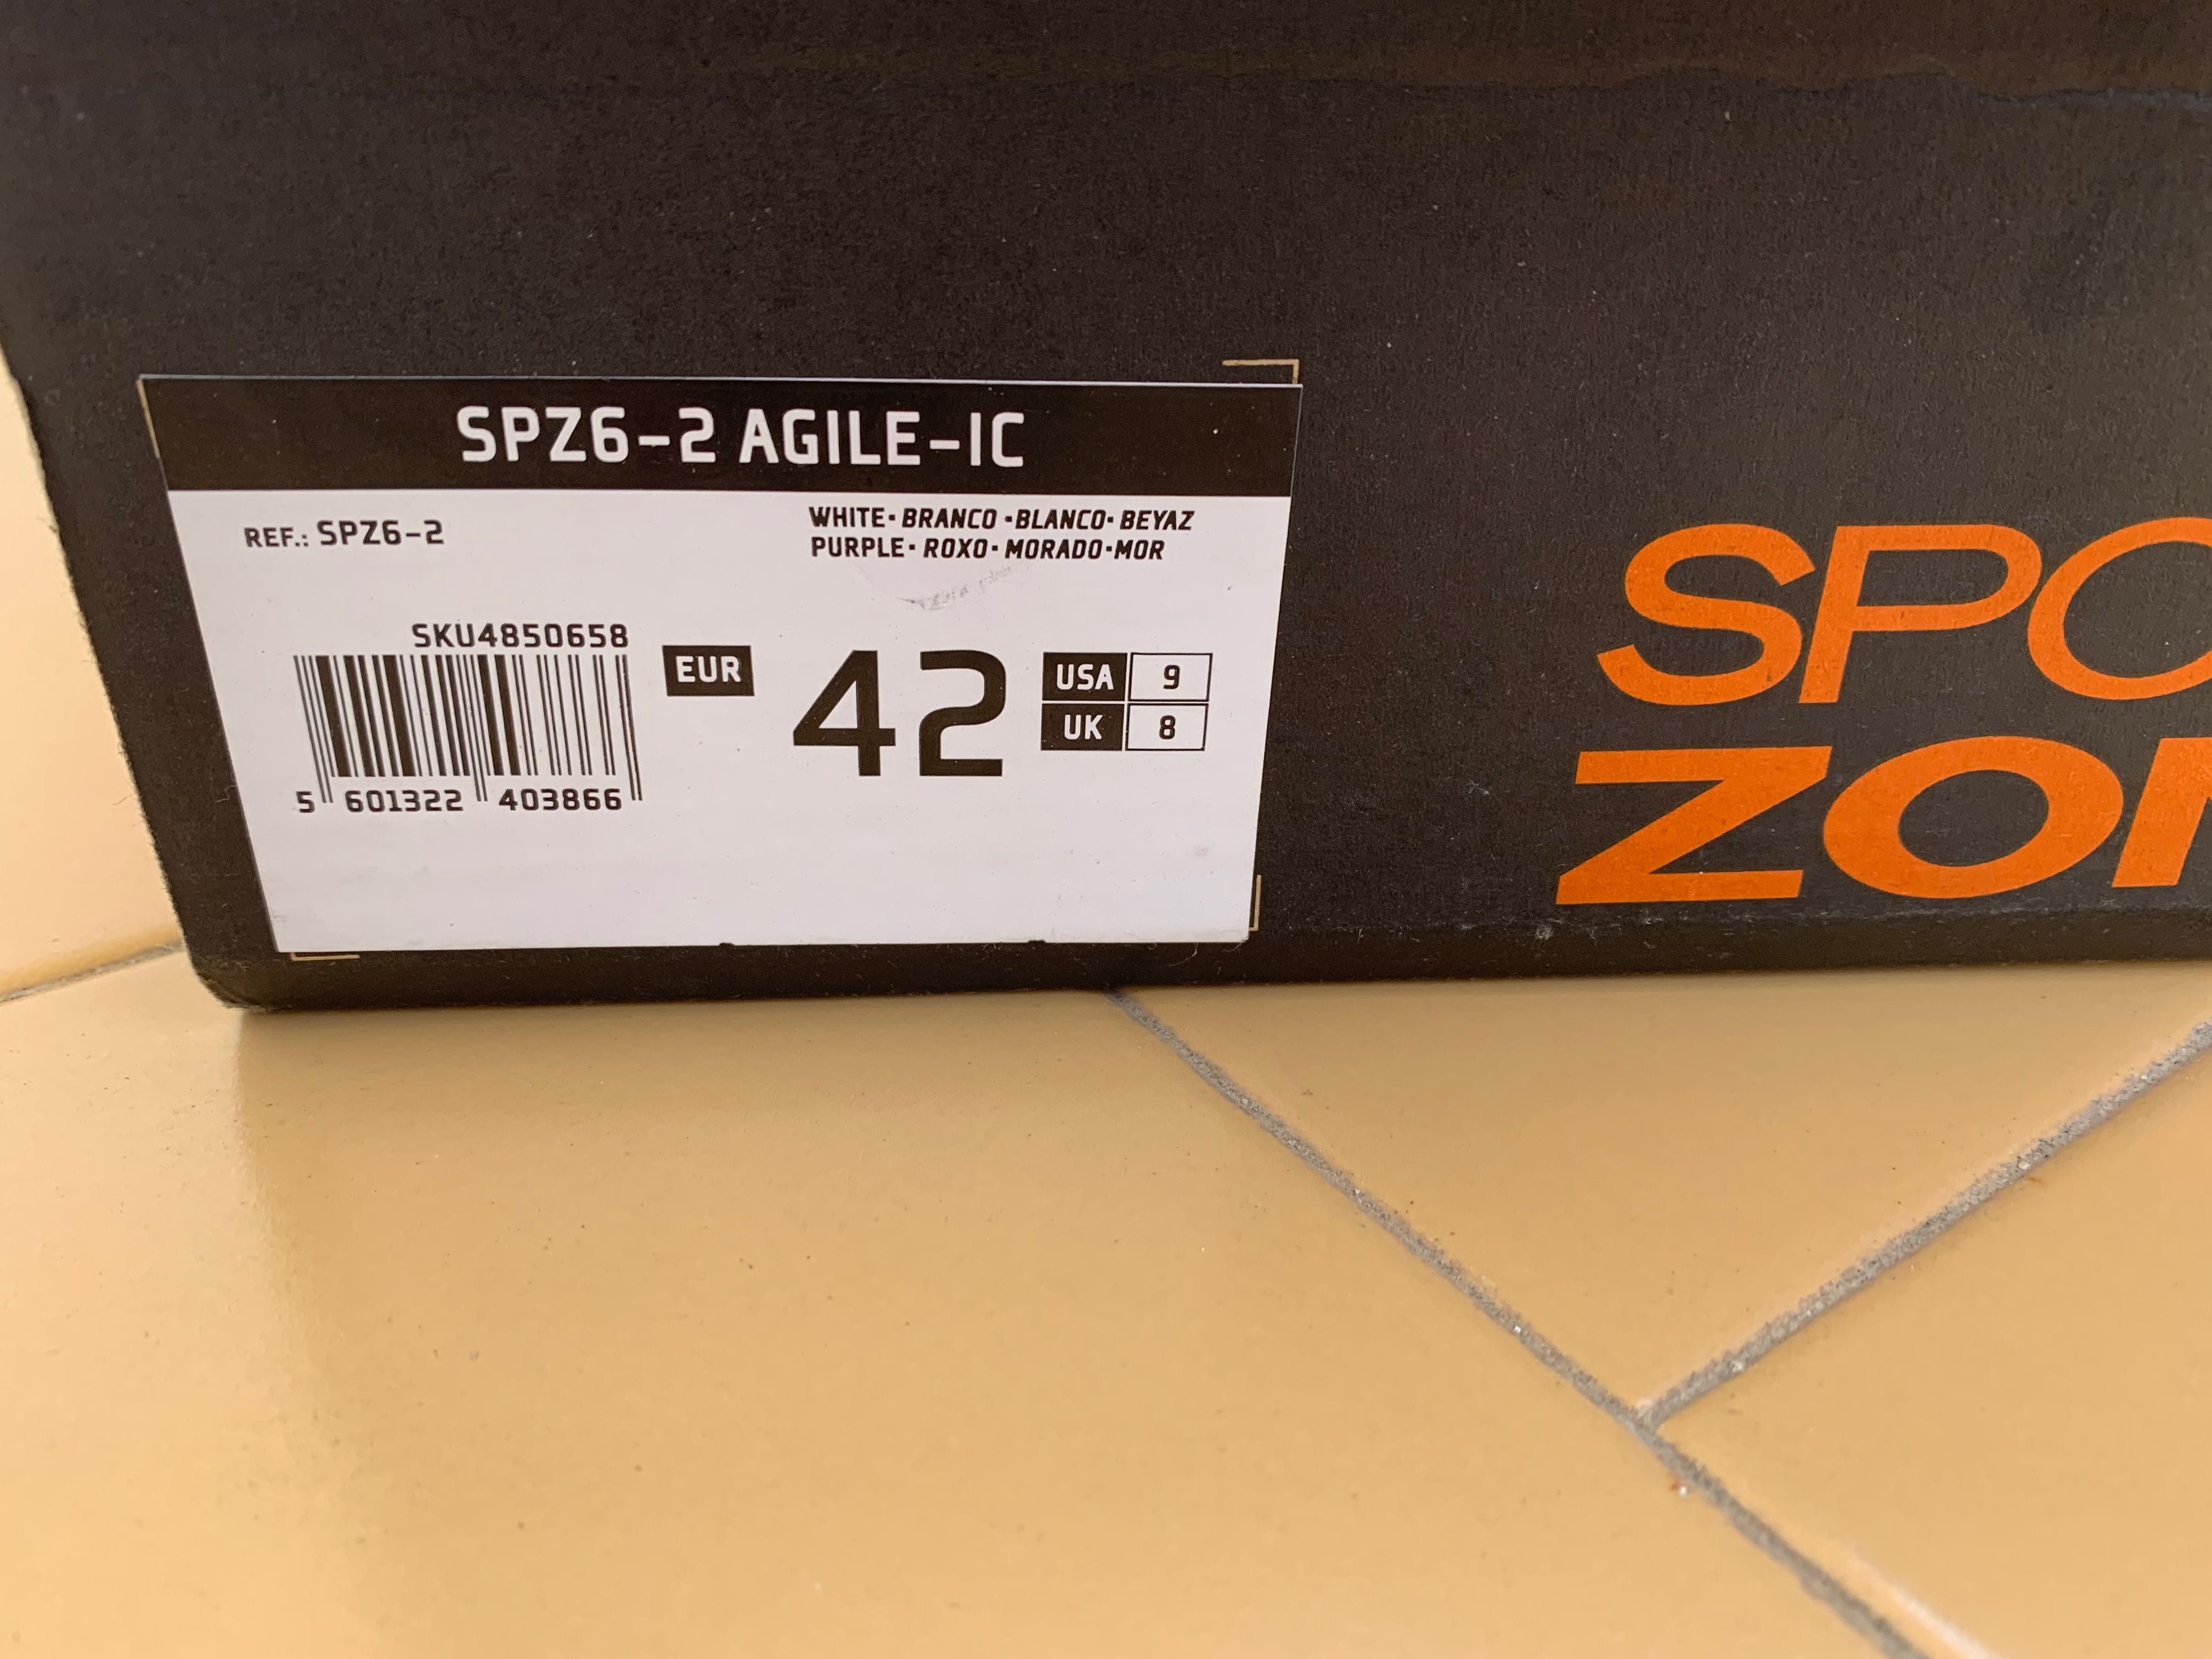 SPZ6-2 AGILE-IC
REF.: SPZ6-2
WHITE· BRANCO ·BLANCO· BEYAZ
PURPLE· ROXO· MORADO·MOR
SKU4850658
5 601322 403866
EUR
42
USA 9
UK 8
SPO
ZON